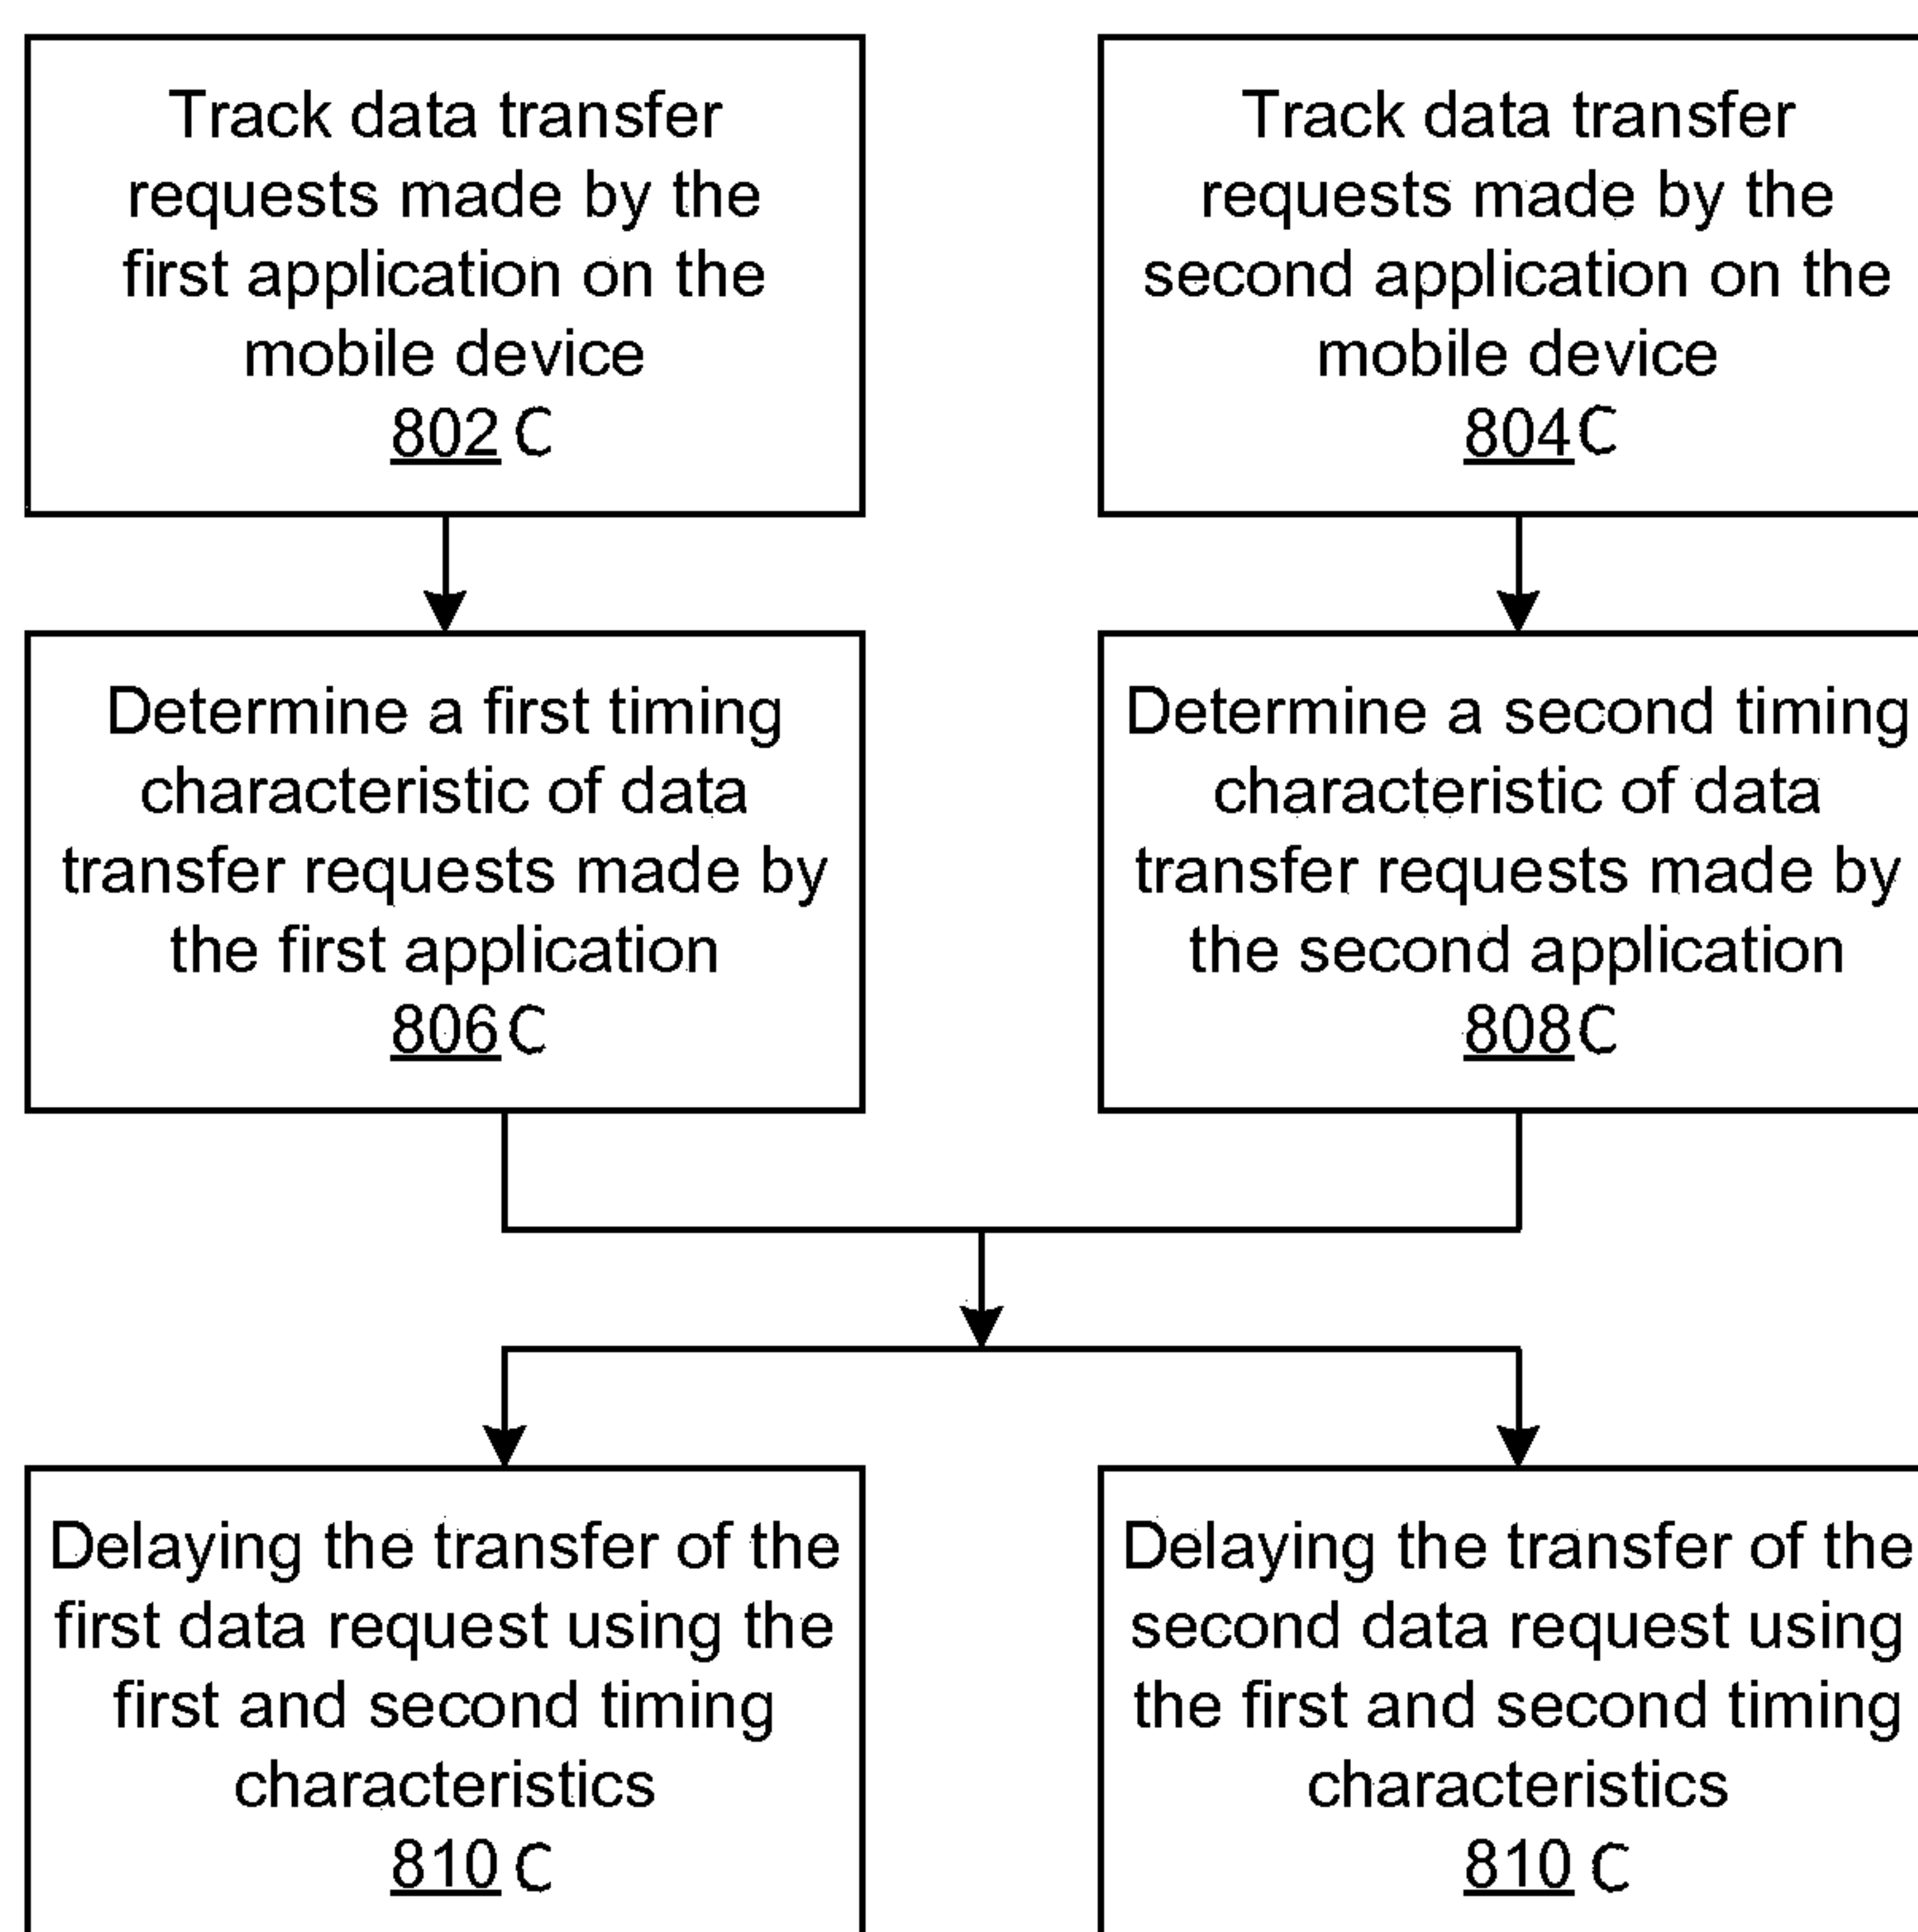 Track data transfer
requests made by the
first application on the
mobile device
802 C
Track data transfer
requests made by the
second application on the
mobile device
804 C
Determine a first timing
characteristic of data
transfer requests made by
the first application
806 C
Determine a second timing
characteristic of data
transfer requests made by
the second application
808 C
Delaying the transfer of the
first data request using the
first and second timing
characteristics
810 C
Delaying the transfer of the
second data request using
the first and second timing
characteristics
810 C